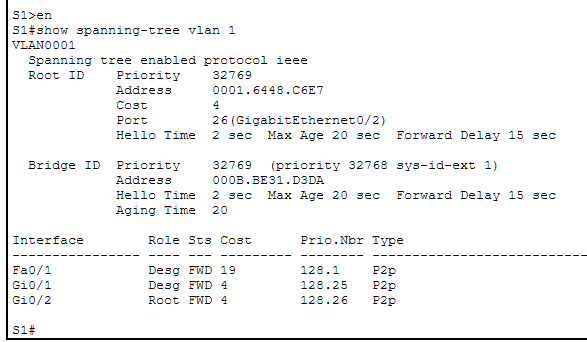 S1>en
S1#show spanning-tree vlan 1
VLAN0001
  Spanning tree enabled protocol ieee
  Root ID    Priority    32769
             Address     0001.6448.C6E7
             Cost        4
             Port        26(GigabitEthernet0/2)
             Hello Time  2 sec  Max Age 20 sec  Forward Delay 15 sec

  Bridge ID  Priority    32769  (priority 32768 sys-id-ext 1)
             Address     000B.BE31.D3DA
             Hello Time  2 sec  Max Age 20 sec  Forward Delay 15 sec
             Aging Time  20

Interface        Role Sts Cost      Prio.Nbr Type
---------------- ---- --- --------- -------- --------------------------
Fa0/1            Desg FWD 19        128.1    P2p
Gi0/1            Desg FWD 4         128.25   P2p
Gi0/2            Root FWD 4         128.26   P2p

S1#